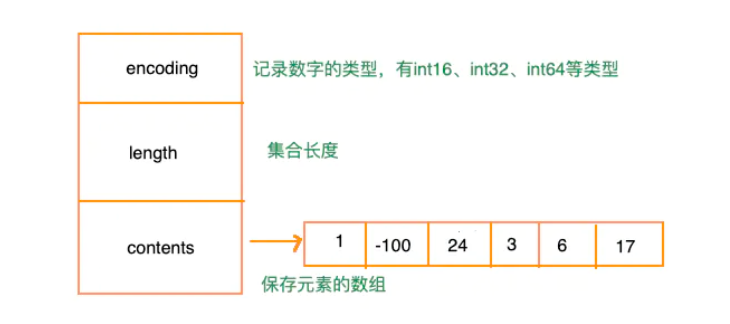 encoding 记录数字的类型，有int16、int32、int64等类型
length 集合长度
contents 1 -100 24 3 6 17
保存元素的数组